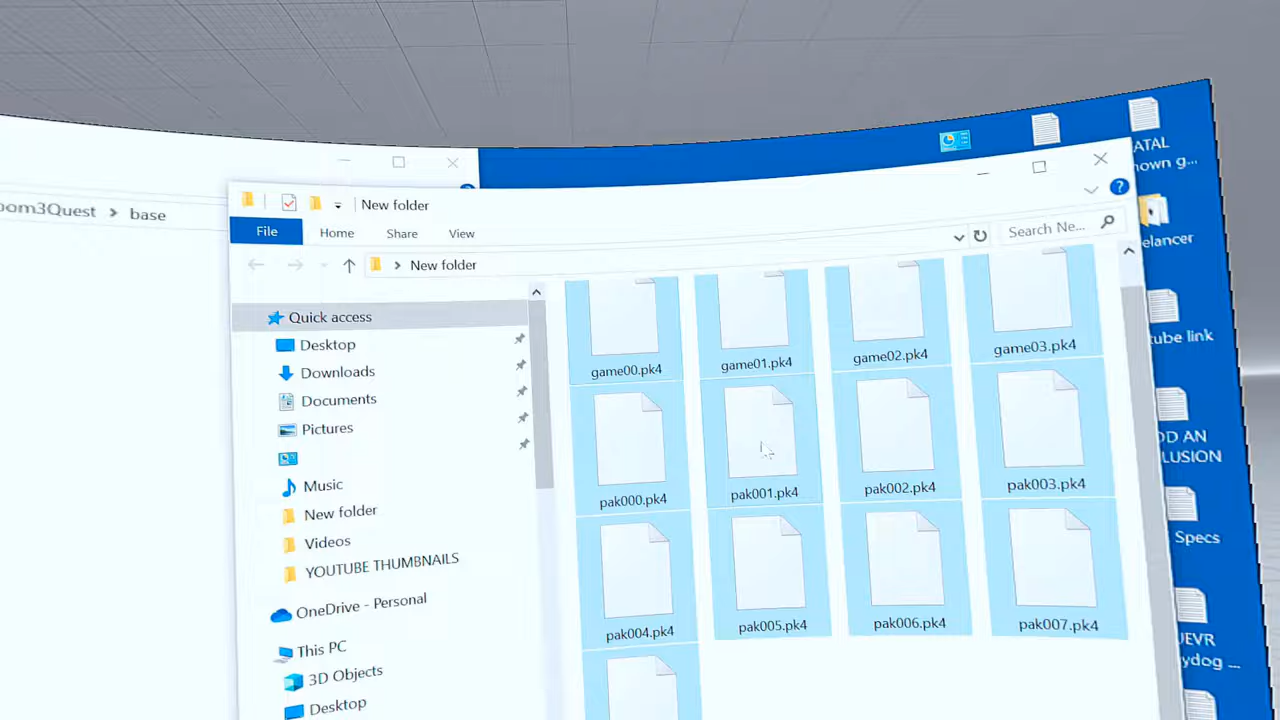 base
New folder
File
Home
Share
View
New folder
Search Ne...
Quick access
Desktop
Downloads
Documents
Pictures
Music
New folder
Videos
YOUTUBE THUMBNAILS
OneDrive - Personal
This PC
3D Objects
Desktop
game00.pk4
game01.pk4
game02.pk4
game03.pk4
pak000.pk4
pak001.pk4
pak002.pk4
pak003.pk4
pak004.pk4
pak005.pk4
pak006.pk4
pak007.pk4
ATAL
own g...
elancer
ube link
D AN
LUSION
Specs
UEVR
ydog ...